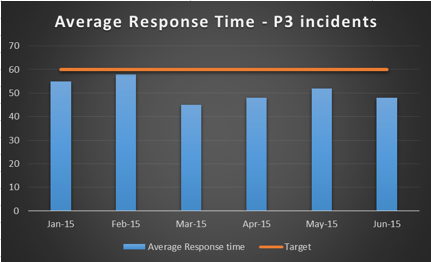 Average Response Time - P3 incidents
70
60
50
40
30
20
10
0
Jan-15 Feb-15 Mar-15 Apr-15 May-15 Jun-15
Average Response time Target